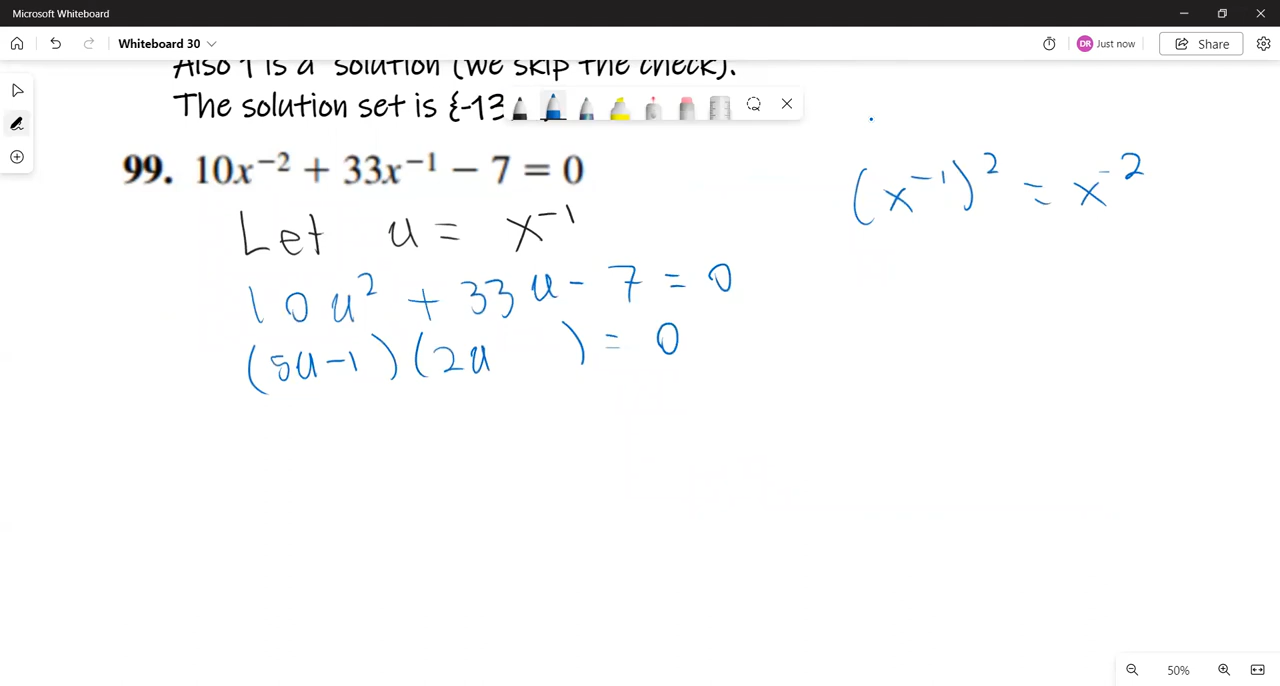 Microsoft Whiteboard
Whiteboard 30
DR Just now
Share
Also 1 is a solution (we skip the check).
The solution set is {-13
99. 10x⁻² + 33x⁻¹ − 7 = 0
(x⁻¹)² = x⁻²
Let u = x⁻¹
10u² + 33u - 7 = 0
(5u-1)(2u ) = 0
50%